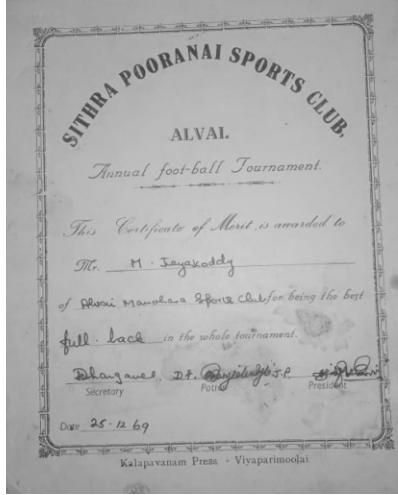 SITHRA POORANAI SPORTS CLUB,
ALVAI.
Annual foot-ball Tournament.
This Certificate of Merit, is awarded to
Mr. M. Jeyakoddy
of Alvai Manohara Sports Club for being the best
full-back in the whole tournament.
Secretary Patron J.P. President
Date 25-12-69
Kalapavanam Press - Viyaparimoolai